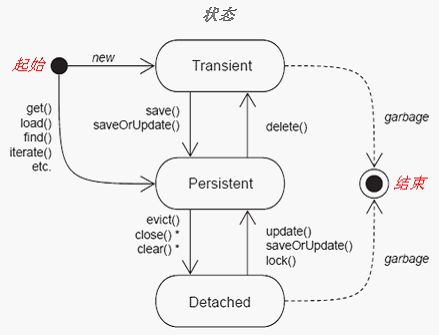 状态
起始
new
Transient
get()
load()
find()
iterate()
etc.
save()
saveOrUpdate()
delete()
garbage
Persistent
结束
evict()
close() *
clear() *
update()
saveOrUpdate()
lock()
garbage
Detached